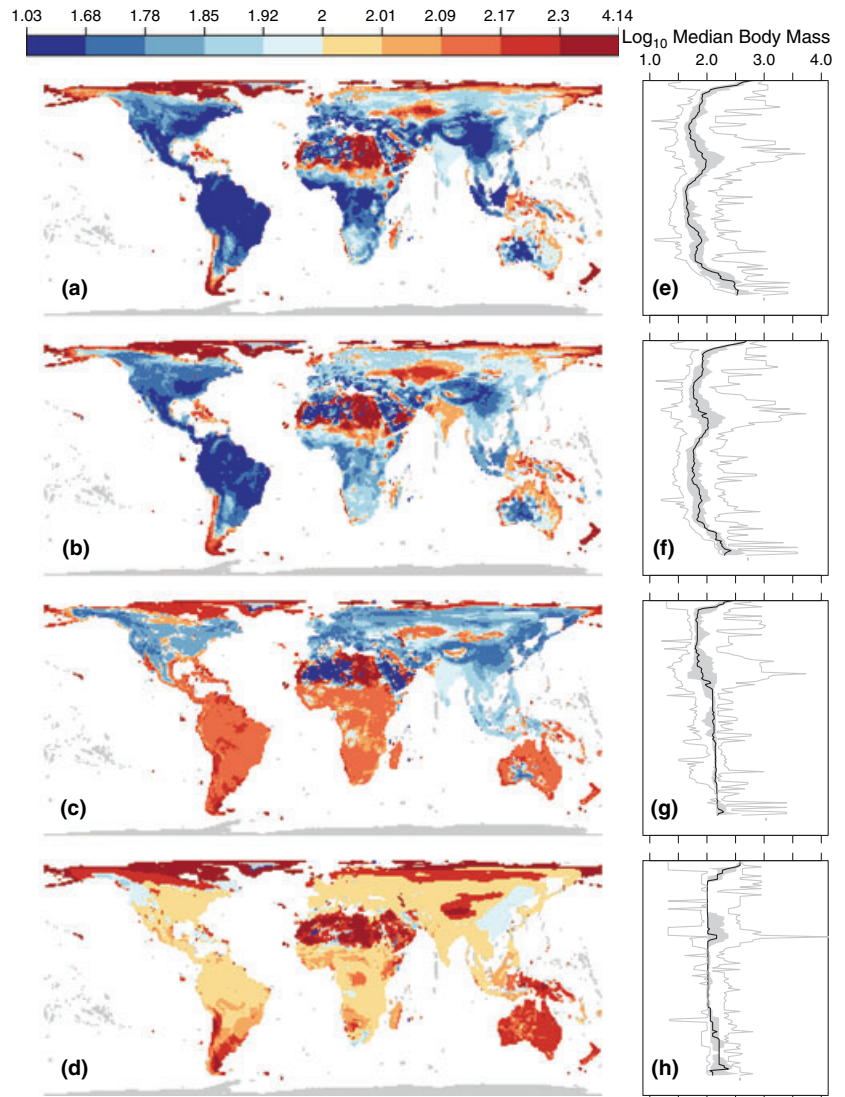 1.03 1.68 1.78 1.85 1.92 2 2.01 2.09 2.17 2.3 4.14
Log10 Median Body Mass
1.0 2.0 3.0 4.0
(a)
(e)
(b)
(f)
(c)
(g)
(d)
(h)